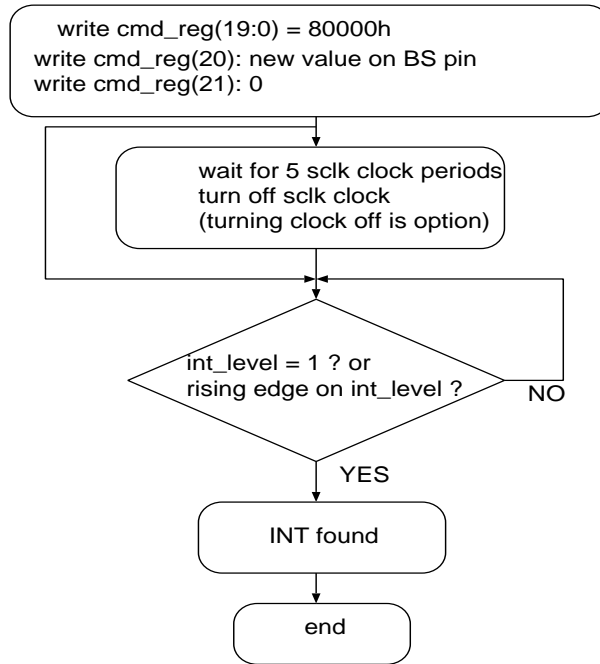 write cmd_reg(19:0) = 80000h
write cmd_reg(20): new value on BS pin
write cmd_reg(21): 0
wait for 5 sclk clock periods
turn off sclk clock
(turning clock off is option)
int_level = 1 ? or
rising edge on int_level ?
NO
YES
INT found
end